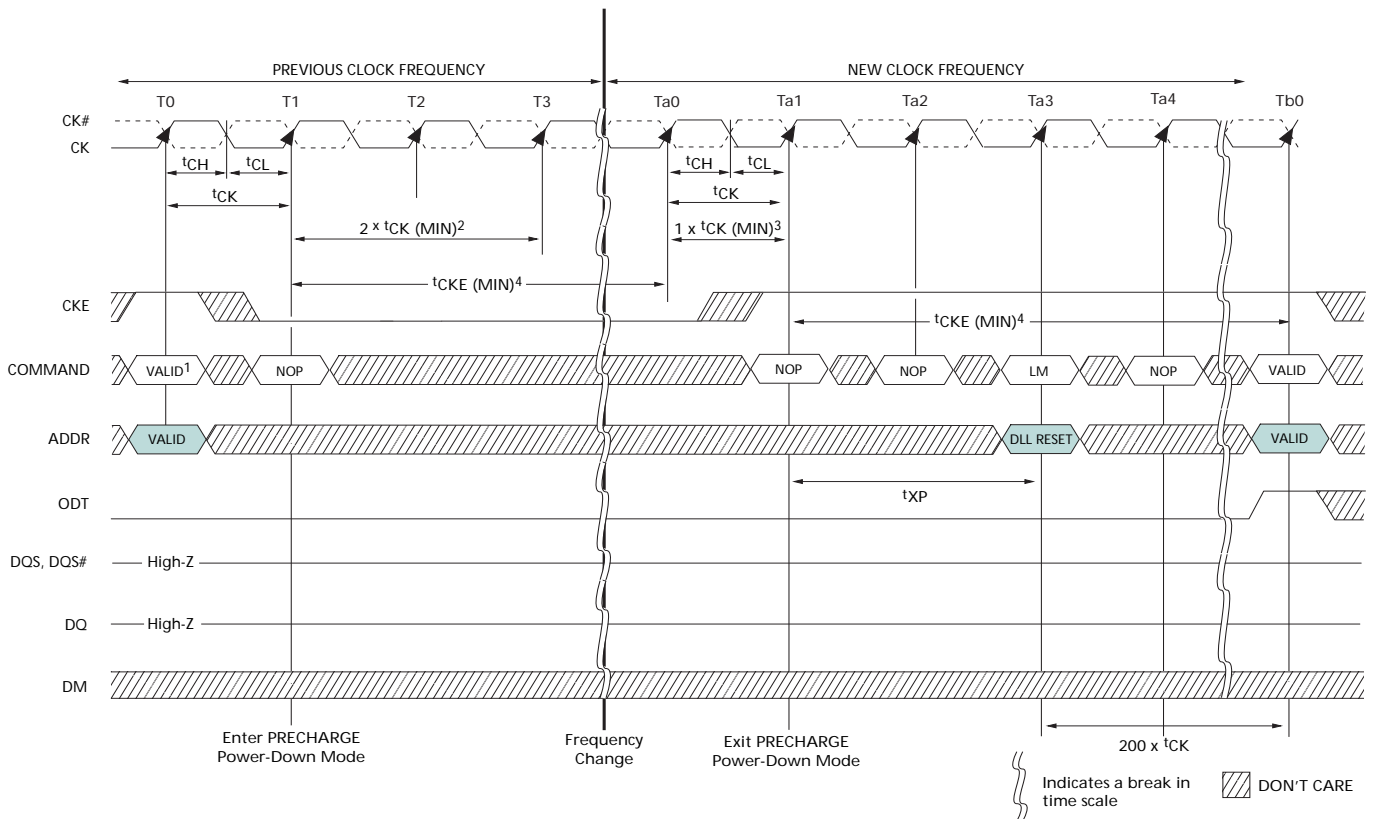 PREVIOUS CLOCK FREQUENCY NEW CLOCK FREQUENCY
T0 T1 T2 T3 Ta0 Ta1 Ta2 Ta3 Ta4 Tb0
CK#
CK
tCH tCL tCH tCL
tCK tCK
2 x tCK (MIN)2 1 x tCK (MIN)3
tCKE (MIN)4
CKE
tCKE (MIN)4
COMMAND VALID1 NOP NOP NOP LM NOP VALID
ADDR VALID DLL RESET VALID
tXP
ODT
DQS, DQS# High-Z
DQ High-Z
DM
Enter PRECHARGE
Power-Down Mode
Frequency
Change
Exit PRECHARGE
Power-Down Mode
200 x tCK
Indicates a break in
time scale
DON'T CARE